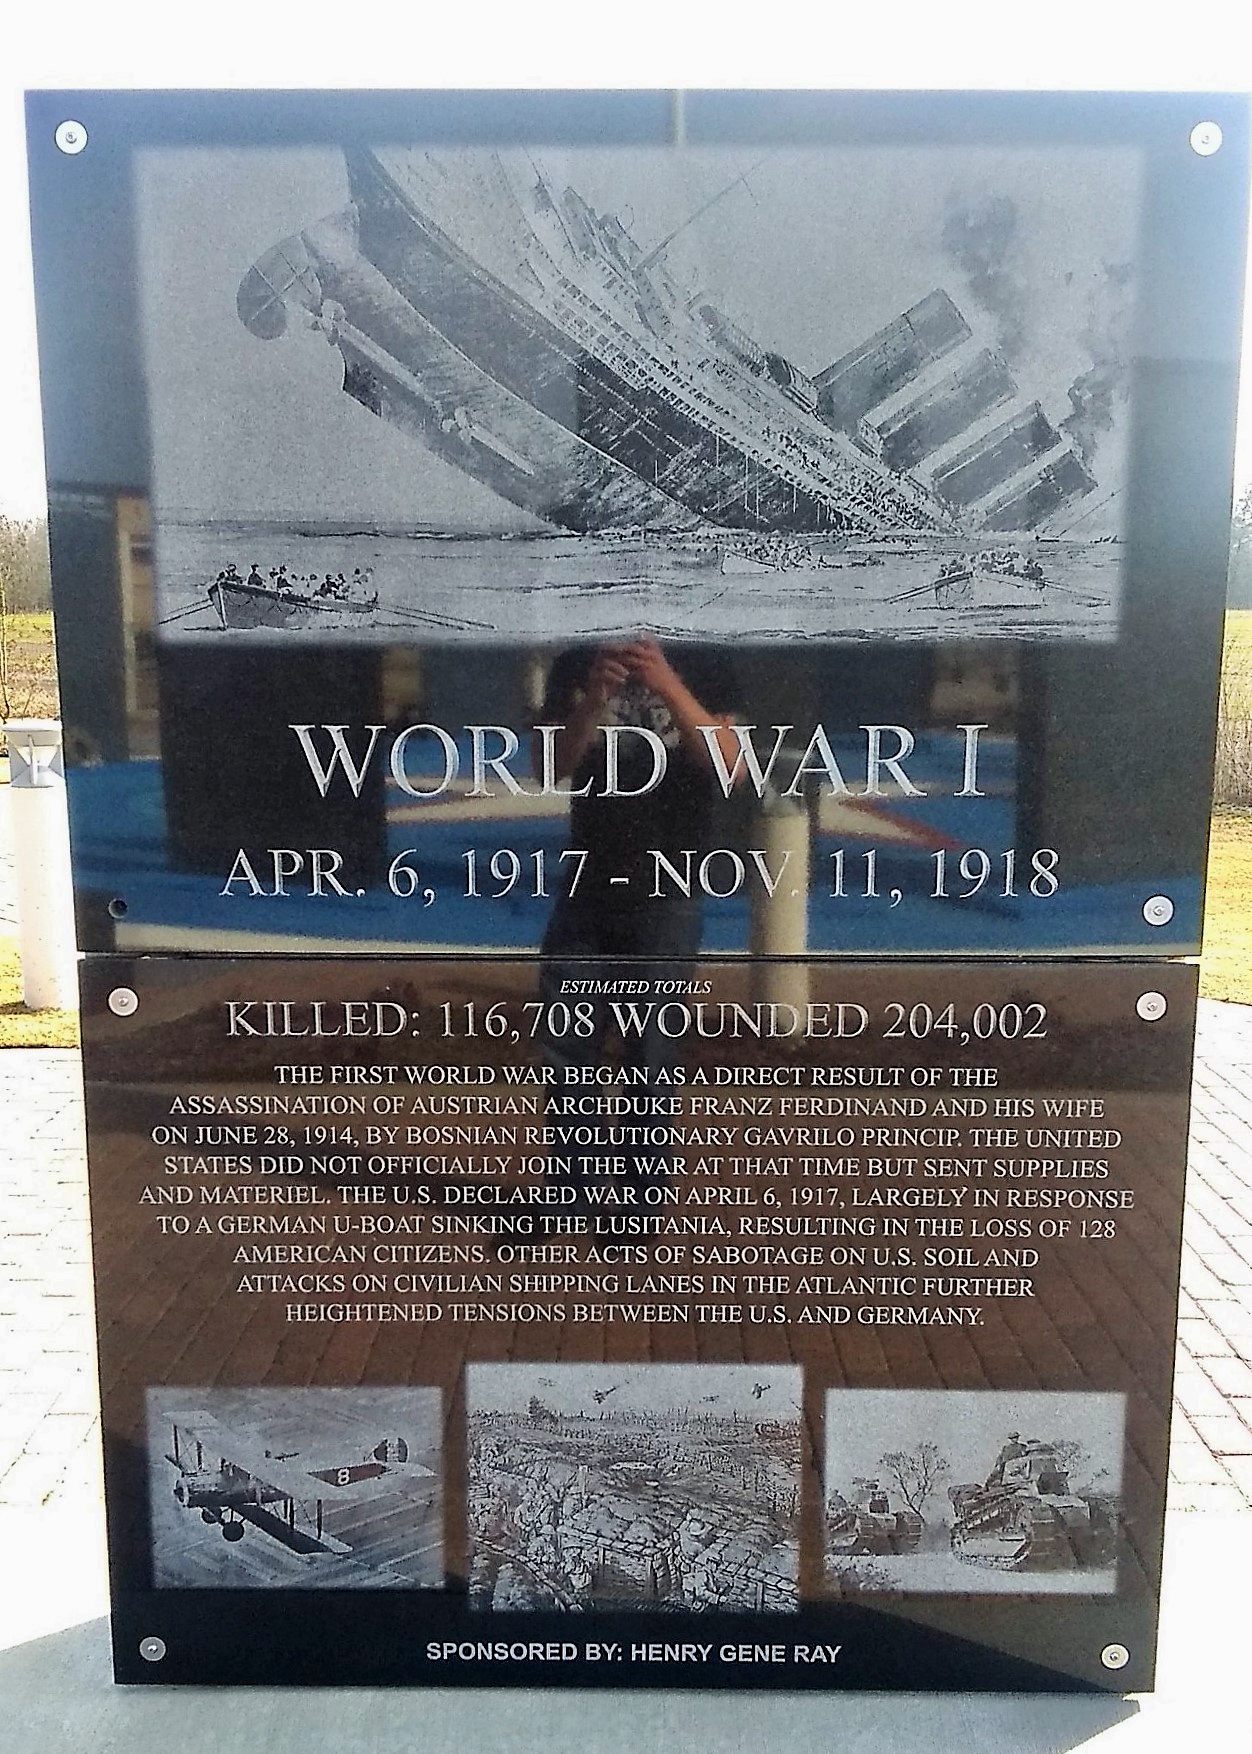 WORLD WAR I
APR. 6, 1917 - NOV. 11, 1918
ESTIMATED TOTALS
KILLED: 116,708 WOUNDED 204,002
THE FIRST WORLD WAR BEGAN AS A DIRECT RESULT OF THE
ASSASSINATION OF AUSTRIAN ARCHDUKE FRANZ FERDINAND AND HIS WIFE
ON JUNE 28, 1914, BY BOSNIAN REVOLUTIONARY GAVRILO PRINCIP. THE UNITED
STATES DID NOT OFFICIALLY JOIN THE WAR AT THAT TIME BUT SENT SUPPLIES
AND MATERIEL. THE U.S. DECLARED WAR ON APRIL 6, 1917, LARGELY IN RESPONSE
TO A GERMAN U-BOAT SINKING THE LUSITANIA, RESULTING IN THE LOSS OF 128
AMERICAN CITIZENS. OTHER ACTS OF SABOTAGE ON U.S. SOIL AND
ATTACKS ON CIVILIAN SHIPPING LANES IN THE ATLANTIC FURTHER
HEIGHTENED TENSIONS BETWEEN THE U.S. AND GERMANY.
8
SPONSORED BY: HENRY GENE RAY